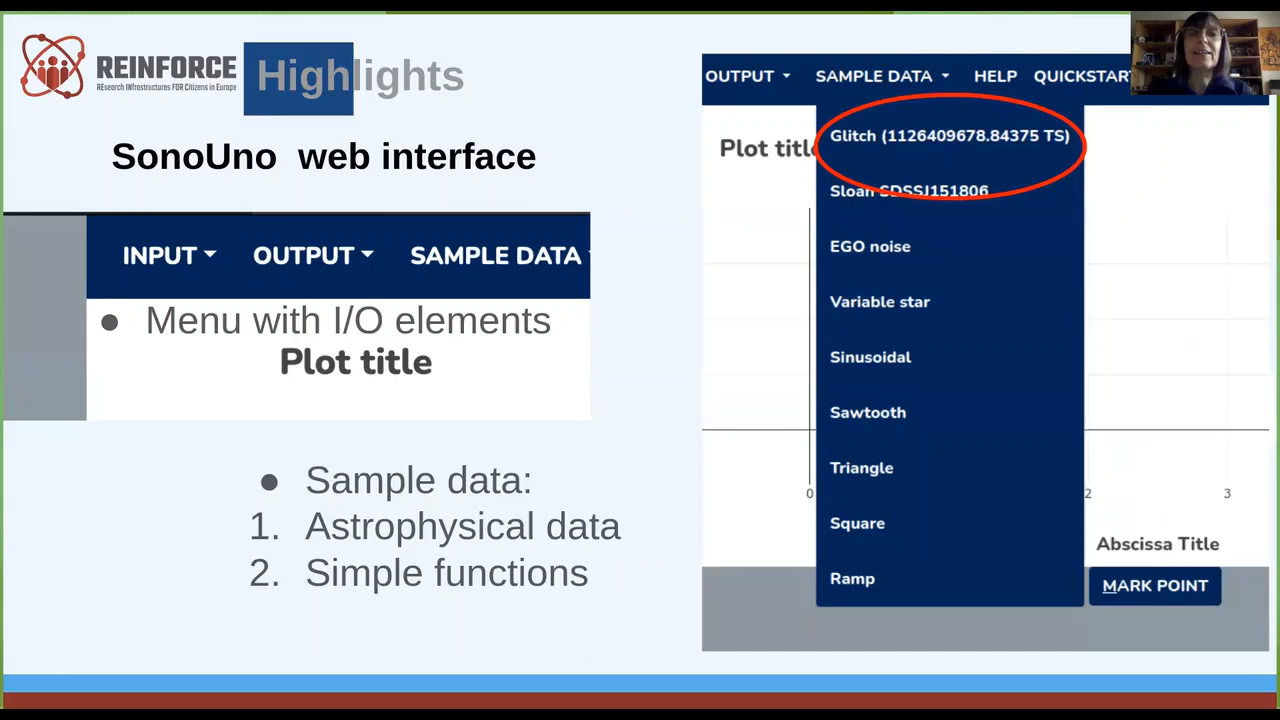 REINFORCE
REsearch INfrastructures FOR Citizens in Europe
Highlights
SonoUno web interface
INPUT OUTPUT SAMPLE DATA
Menu with I/O elements
Plot title
Sample data:
1. Astrophysical data
2. Simple functions
OUTPUT SAMPLE DATA HELP QUICKSTART
Plot title
Glitch (1126409678.84375 TS)
Sloan SDSSJ151806
EGO noise
Variable star
Sinusoidal
Sawtooth
Triangle
Square
Ramp
0 2 3
Abscissa Title
MARK POINT